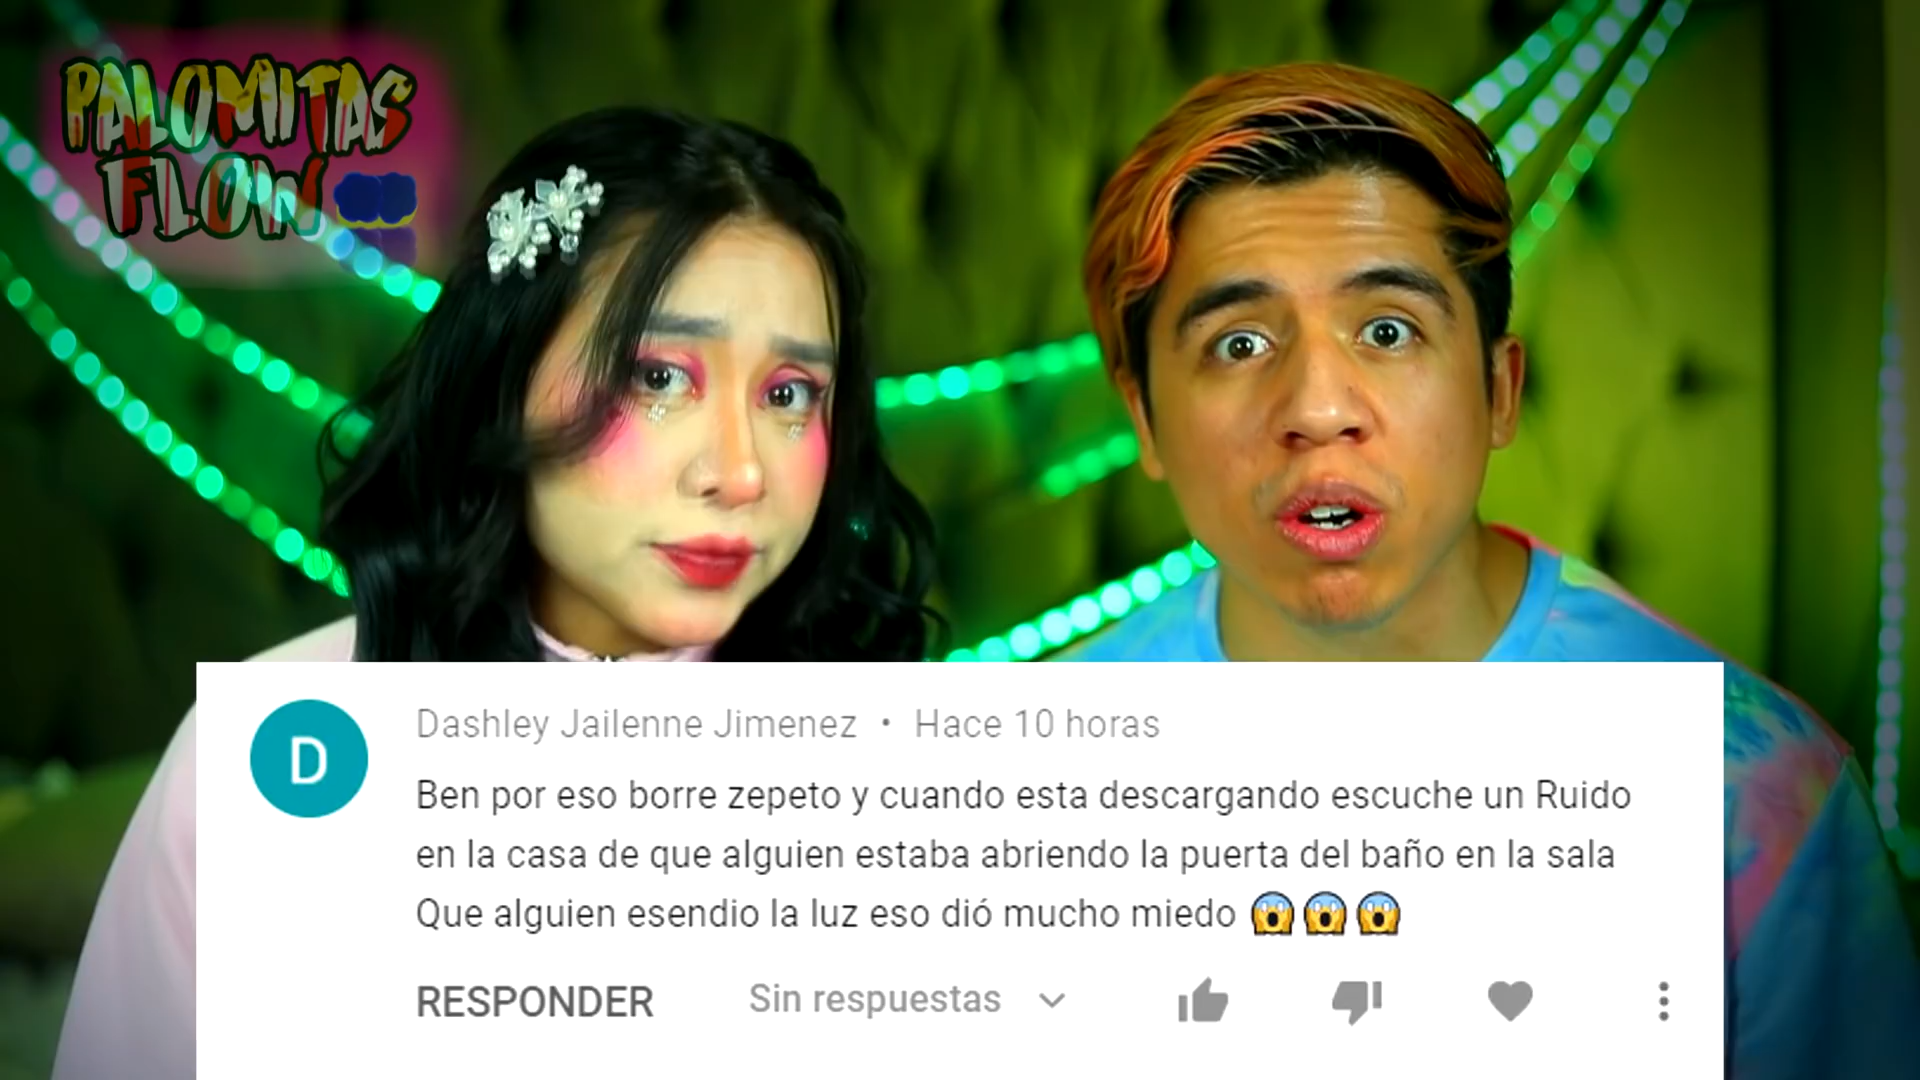 PALOMITAS
FLOW
D
Dashley Jailenne Jimenez • Hace 10 horas
Ben por eso borre zepeto y cuando esta descargando escuche un Ruido
en la casa de que alguien estaba abriendo la puerta del baño en la sala
Que alguien esendio la luz eso dió mucho miedo 😱😱😱
RESPONDER Sin respuestas